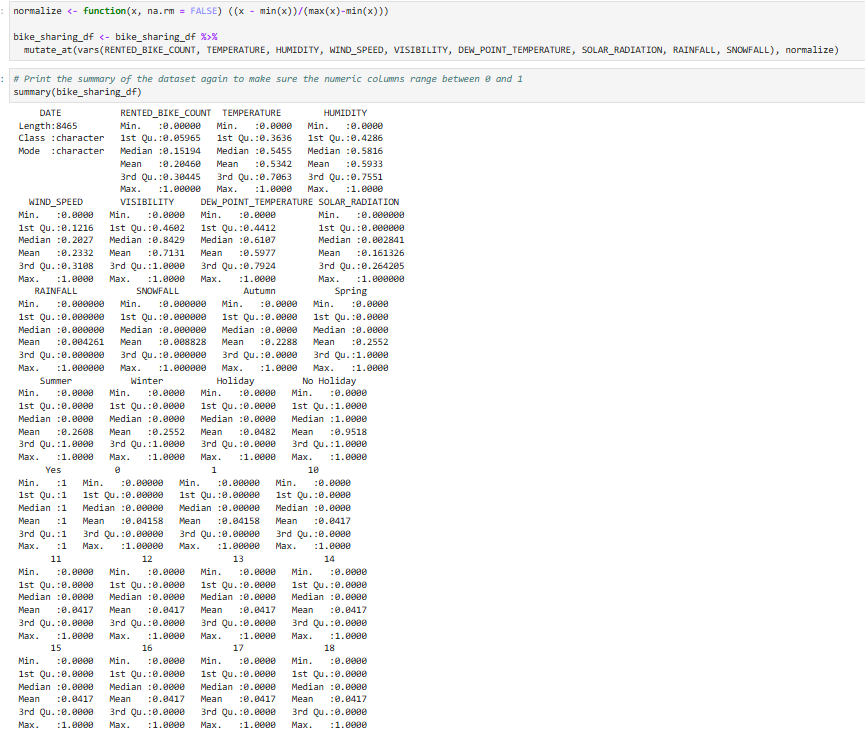 normalize <- function(x, na.rm = FALSE) ((x - min(x))/(max(x)-min(x)))
bike_sharing_df <- bike_sharing_df %>%
mutate_at(vars(RENTED_BIKE_COUNT, TEMPERATURE, HUMIDITY, WIND_SPEED, VISIBILITY, DEW_POINT_TEMPERATURE, SOLAR_RADIATION, RAINFALL, SNOWFALL), normalize)
# Print the summary of the dataset again to make sure the numeric columns range between 0 and 1
summary(bike_sharing_df)
DATE RENTED_BIKE_COUNT TEMPERATURE HUMIDITY
Length:8465 Min. :0.00000 Min. :0.0000 Min. :0.0000
Class :character 1st Qu.:0.05965 1st Qu.:0.3636 1st Qu.:0.4286
Mode :character Median :0.15194 Median :0.5455 Median :0.5816
Mean :0.20460 Mean :0.5342 Mean :0.5933
3rd Qu.:0.30445 3rd Qu.:0.7063 3rd Qu.:0.7551
Max. :1.00000 Max. :1.0000 Max. :1.0000
WIND_SPEED VISIBILITY DEW_POINT_TEMPERATURE SOLAR_RADIATION
Min. :0.0000 Min. :0.0000 Min. :0.0000 Min. :0.000000
1st Qu.:0.1216 1st Qu.:0.4602 1st Qu.:0.4412 1st Qu.:0.000000
Median :0.2027 Median :0.8429 Median :0.6107 Median :0.002841
Mean :0.2332 Mean :0.7131 Mean :0.5977 Mean :0.161326
3rd Qu.:0.3108 3rd Qu.:1.0000 3rd Qu.:0.7924 3rd Qu.:0.264205
Max. :1.0000 Max. :1.0000 Max. :1.0000 Max. :1.000000
RAINFALL SNOWFALL Autumn Spring
Min. :0.000000 Min. :0.000000 Min. :0.0000 Min. :0.0000
1st Qu.:0.000000 1st Qu.:0.000000 1st Qu.:0.0000 1st Qu.:0.0000
Median :0.000000 Median :0.000000 Median :0.0000 Median :0.0000
Mean :0.004261 Mean :0.008828 Mean :0.2288 Mean :0.2552
3rd Qu.:0.000000 3rd Qu.:0.000000 3rd Qu.:0.0000 3rd Qu.:1.0000
Max. :1.000000 Max. :1.000000 Max. :1.0000 Max. :1.0000
Summer Winter Holiday No Holiday
Min. :0.0000 Min. :0.0000 Min. :0.0000 Min. :0.0000
1st Qu.:0.0000 1st Qu.:0.0000 1st Qu.:0.0000 1st Qu.:1.0000
Median :0.0000 Median :0.0000 Median :0.0000 Median :1.0000
Mean :0.2608 Mean :0.2552 Mean :0.0482 Mean :0.9518
3rd Qu.:1.0000 3rd Qu.:1.0000 3rd Qu.:0.0000 3rd Qu.:1.0000
Max. :1.0000 Max. :1.0000 Max. :1.0000 Max. :1.0000
Yes 0 1 10
Min. :1 Min. :0.00000 Min. :0.00000 Min. :0.0000
1st Qu.:1 1st Qu.:0.00000 1st Qu.:0.00000 1st Qu.:0.0000
Median :1 Median :0.00000 Median :0.00000 Median :0.0000
Mean :1 Mean :0.04158 Mean :0.04158 Mean :0.0417
3rd Qu.:1 3rd Qu.:0.00000 3rd Qu.:0.00000 3rd Qu.:0.0000
Max. :1 Max. :1.00000 Max. :1.00000 Max. :1.0000
11 12 13 14
Min. :0.0000 Min. :0.0000 Min. :0.0000 Min. :0.0000
1st Qu.:0.0000 1st Qu.:0.0000 1st Qu.:0.0000 1st Qu.:0.0000
Median :0.0000 Median :0.0000 Median :0.0000 Median :0.0000
Mean :0.0417 Mean :0.0417 Mean :0.0417 Mean :0.0417
3rd Qu.:0.0000 3rd Qu.:0.0000 3rd Qu.:0.0000 3rd Qu.:0.0000
Max. :1.0000 Max. :1.0000 Max. :1.0000 Max. :1.0000
15 16 17 18
Min. :0.0000 Min. :0.0000 Min. :0.0000 Min. :0.0000
1st Qu.:0.0000 1st Qu.:0.0000 1st Qu.:0.0000 1st Qu.:0.0000
Median :0.0000 Median :0.0000 Median :0.0000 Median :0.0000
Mean :0.0417 Mean :0.0417 Mean :0.0417 Mean :0.0417
3rd Qu.:0.0000 3rd Qu.:0.0000 3rd Qu.:0.0000 3rd Qu.:0.0000
Max. :1.0000 Max. :1.0000 Max. :1.0000 Max. :1.0000